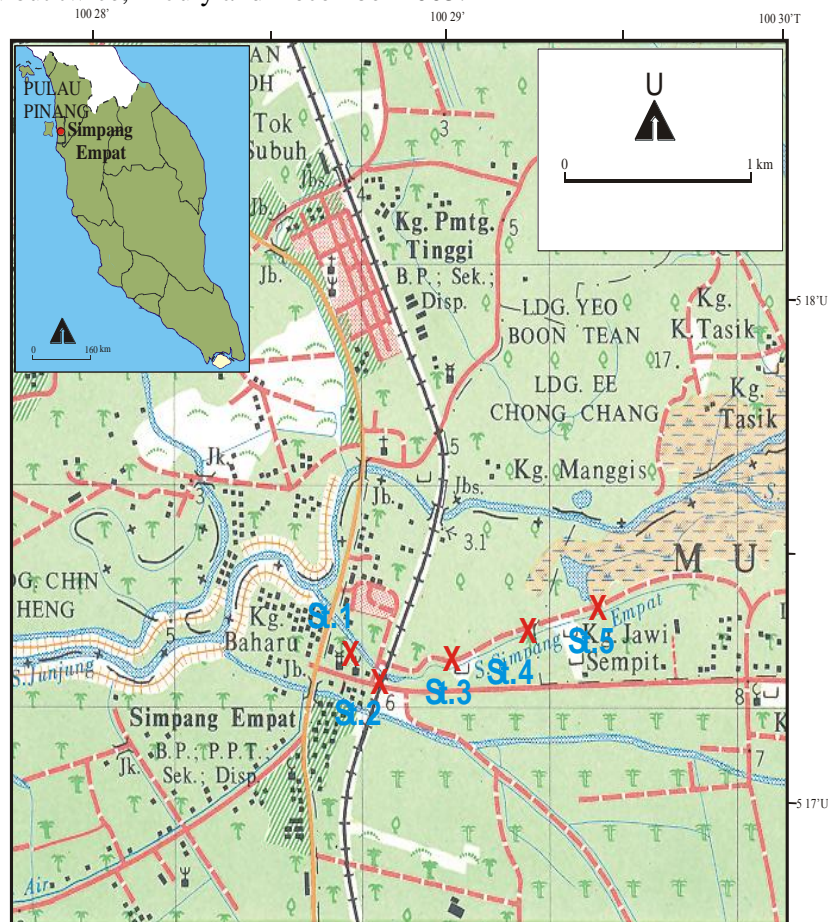 100 28'
100 29'
100 30'T
PULAU
PINANG
Simpang
Empat
0
160 km
U
0
1 km
Tok
Subuh
3
Jbs.
4
Jb.
Kg. Pmtg.
Tinggi
B.P.; Sek.;
Disp.
5
Jb.
LDG. YEO
BOON TEAN
Kg.
K.Tasik
5 18'U
17.
LDG. EE
CHONG CHANG
Kg.
Tasik
5
Jk.
3
Jb.
Jbs.
Kg. Manggis
S.
3.1
M U
CHIN
HENG
Kg.
Baharu
St.1
5
Jb.
S.Junjung
X
X
X
X
X
S.Simpang Empat
Kg. Jawi
Sempit
St.5
St.4
St.3
St.2
6
8
K
Simpang Empat
B.P., P.P.T.
Sek.; Disp.
Jk.
7
5 17'U
Air